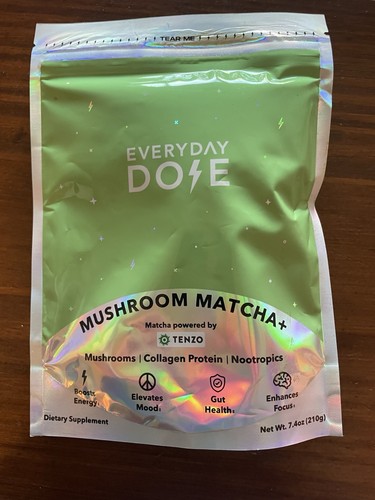 TEAR ME
EVERYDAY
DOSE
MUSHROOM MATCHA+
Matcha powered by
TENZO
Mushrooms | Collagen Protein | Nootropics
Boosts
Energy‡
Elevates
Mood‡
Gut
Health‡
Enhances
Focus‡
Dietary Supplement
Net Wt. 7.4oz (210g)